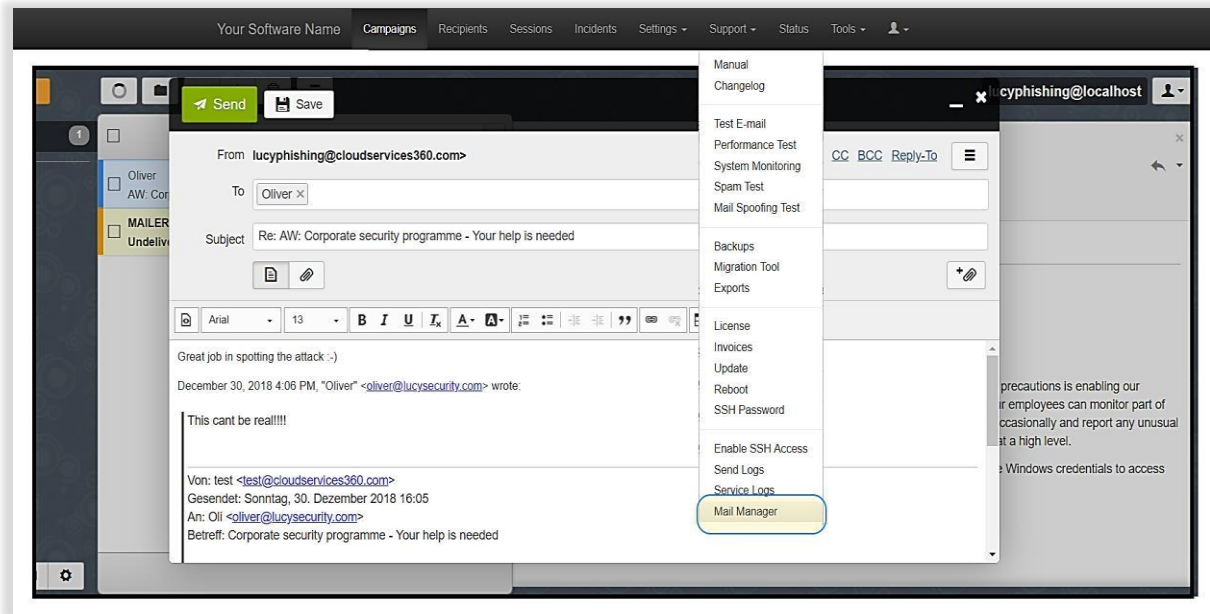 Your Software Name Campaigns Recipients Sessions Incidents Settings Support Status Tools
Manual
Changelog
Test E-mail
Performance Test
System Monitoring
Spam Test
Mail Spoofing Test
Backups
Migration Tool
Exports
License
Invoices
Update
Reboot
SSH Password
Enable SSH Access
Send Logs
Service Logs
Mail Manager
cyphishing@localhost
Send Save
1
Oliver
AW: Cor
MAILER
Undelive
From lucyphishing@cloudservices360.com>
CC BCC Reply-To
To Oliver ×
Subject Re: AW: Corporate security programme - Your help is needed
Arial 13 B I U Ix A A
Great job in spotting the attack :-)
December 30, 2018 4:06 PM, "Oliver" <oliver@lucysecurity.com> wrote:
This cant be real!!!!
Von: test <test@cloudservices360.com>
Gesendet: Sonntag, 30. Dezember 2018 16:05
An: Oli <oliver@lucysecurity.com>
Betreff: Corporate security programme - Your help is needed
precautions is enabling our
r employees can monitor part of
ccasionally and report any unusual
at a high level.
Windows credentials to access